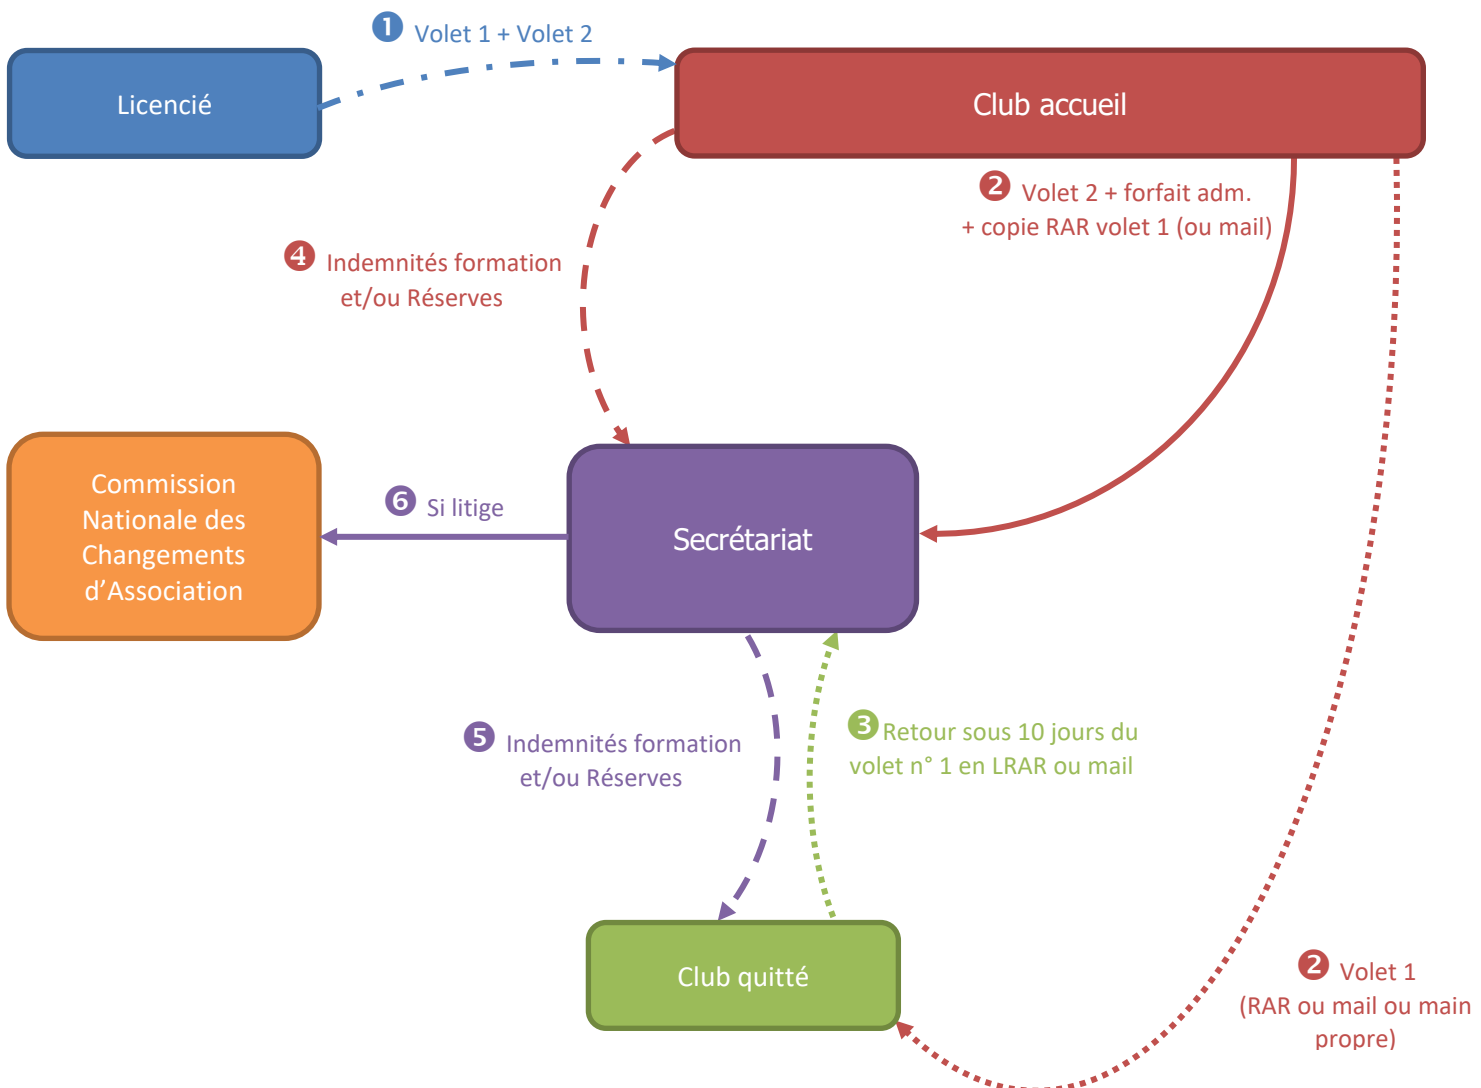 ❶ Volet 1 + Volet 2
Licencié
Club accueil
❷ Volet 2 + forfait adm.
+ copie RAR volet 1 (ou mail)
❹ Indemnités formation
et/ou Réserves
Commission
Nationale des
Changements
d’Association
❻ Si litige
Secrétariat
❺ Indemnités formation
et/ou Réserves
❸ Retour sous 10 jours du
volet n° 1 en LRAR ou mail
Club quitté
❷ Volet 1
(RAR ou mail ou main
propre)